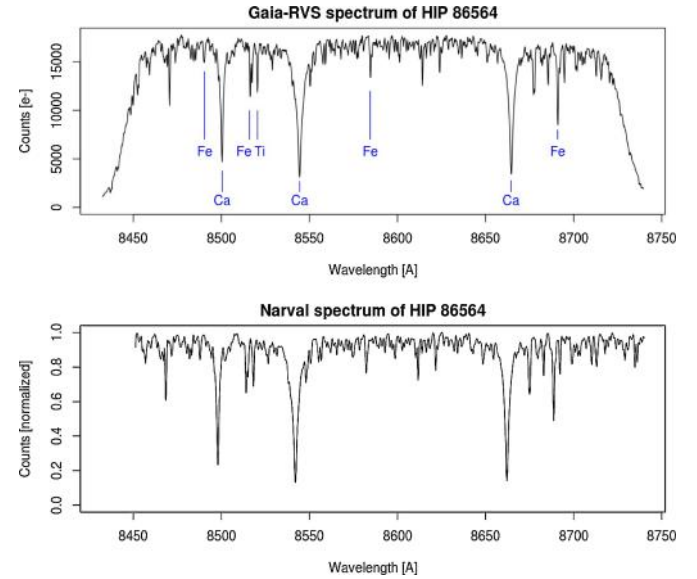 Gaia-RVS spectrum of HIP 86564
Counts [e-]
15000
10000
5000
0
Fe
Fe Ti
Fe
Fe
Ca
Ca
Ca
8450 8500 8550 8600 8650 8700 8750
Wavelength [A]
Narval spectrum of HIP 86564
Counts [normalized]
1.0
0.8
0.6
0.4
0.2
0.0
8450 8500 8550 8600 8650 8700 8750
Wavelength [A]